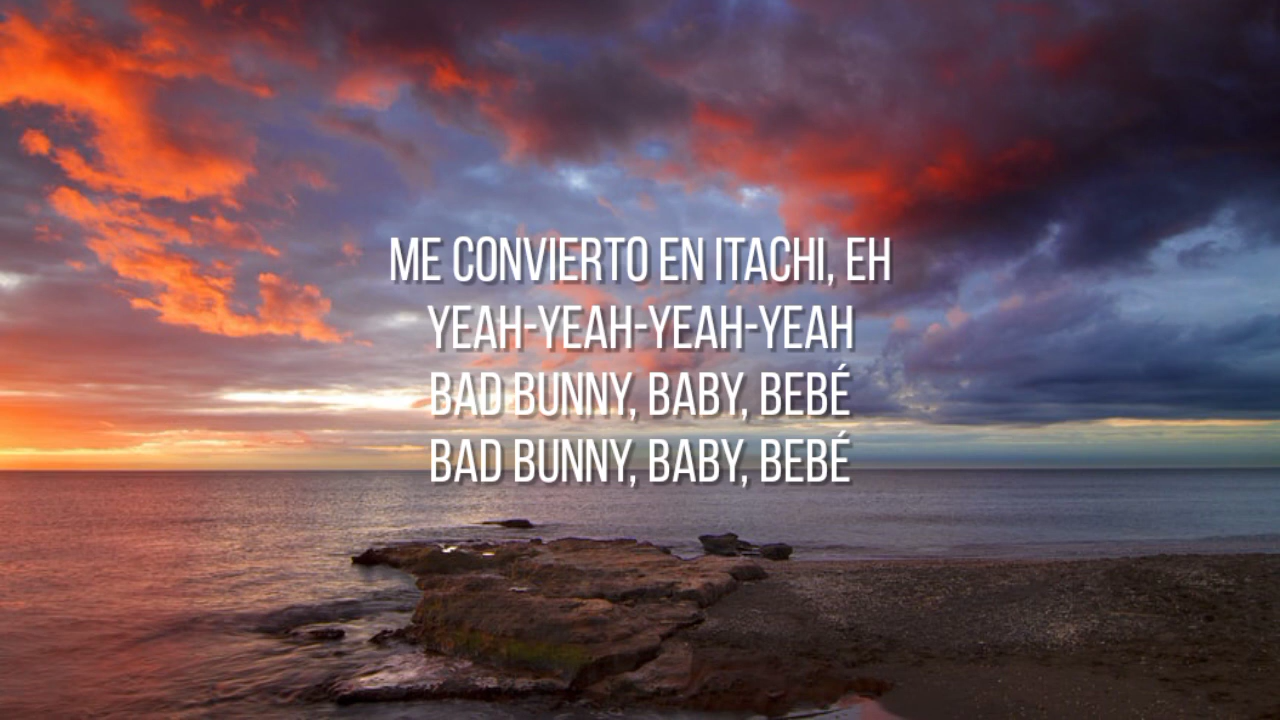 ME CONVIERTO EN ITACHI, EH
YEAH-YEAH-YEAH-YEAH
BAD BUNNY, BABY, BEBÉ
BAD BUNNY, BABY, BEBÉ